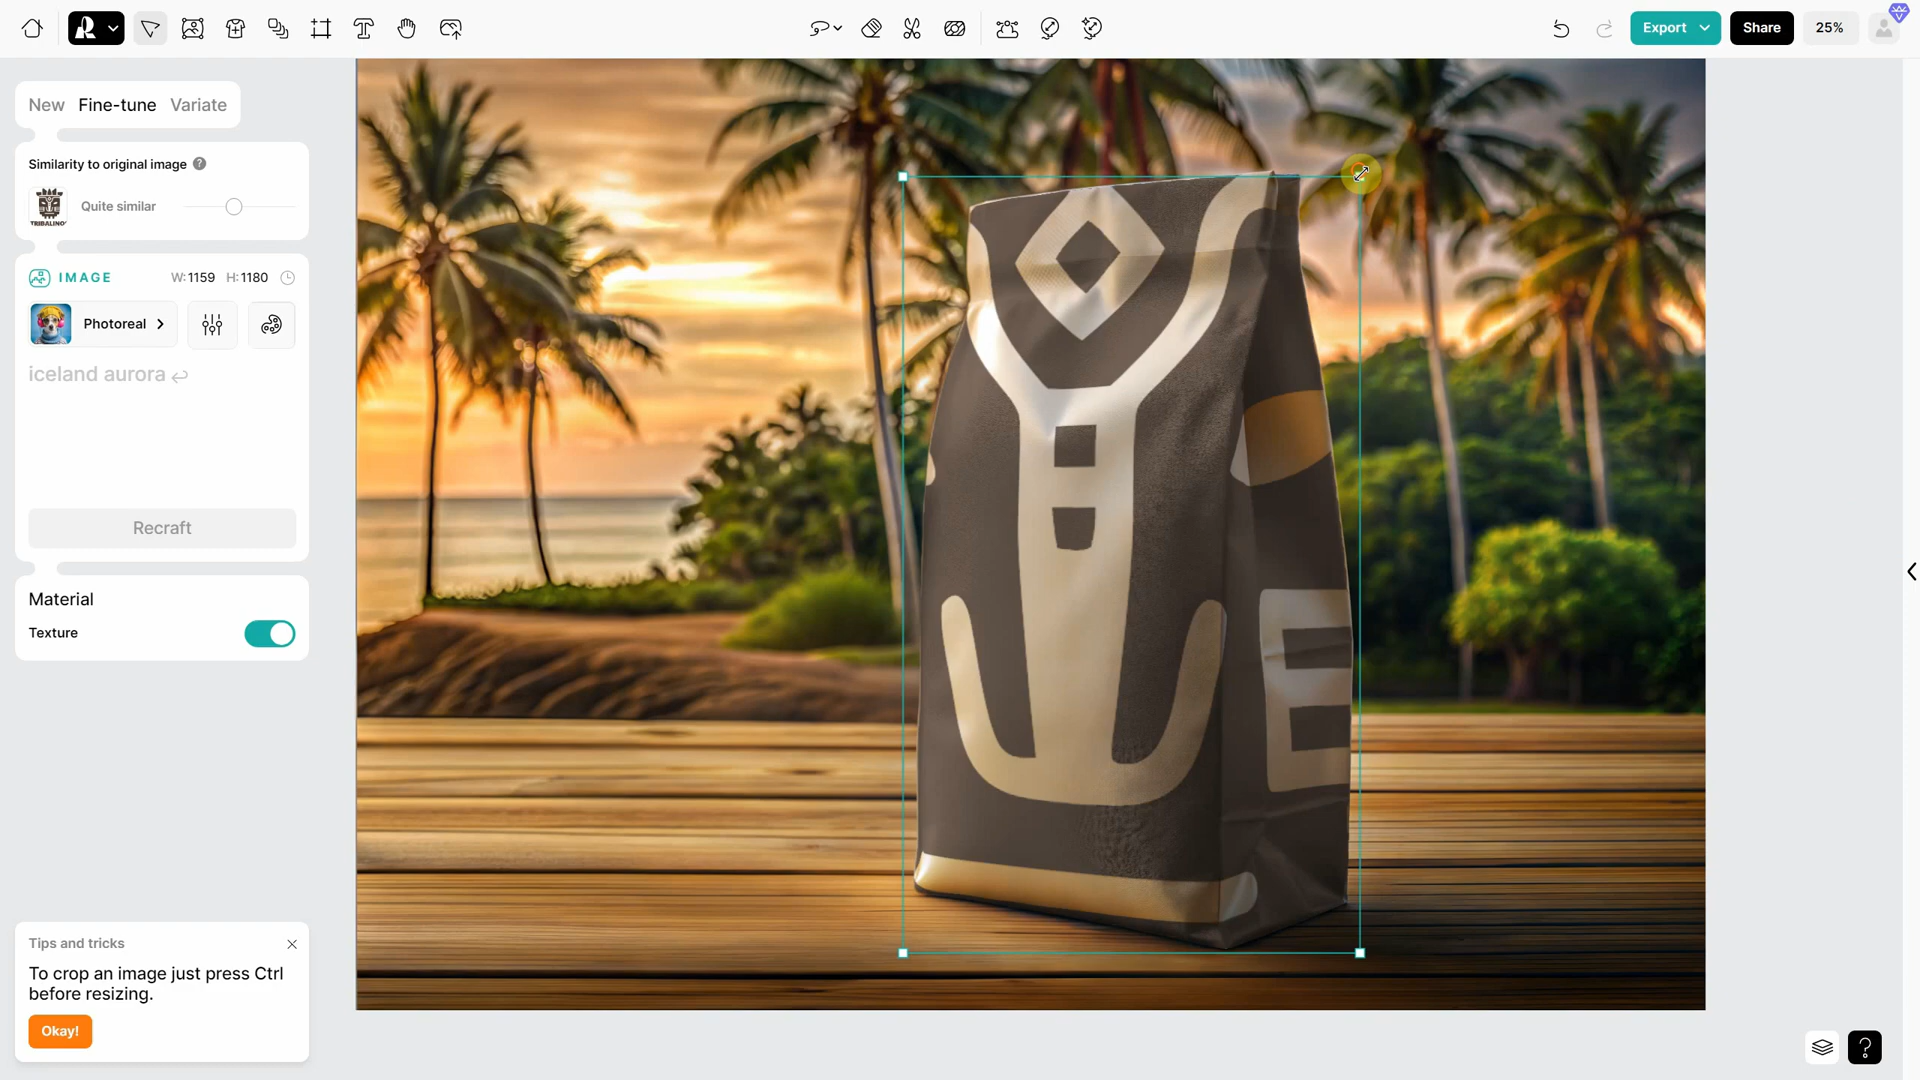 Export
Share
25%
New Fine-tune Variate
Similarity to original image ?
TRIBALINO
Quite similar
IMAGE W:1159 H:1180
Photoreal
iceland aurora
Recraft
Material
Texture
Tips and tricks
To crop an image just press Ctrl
before resizing.
Okay!
?